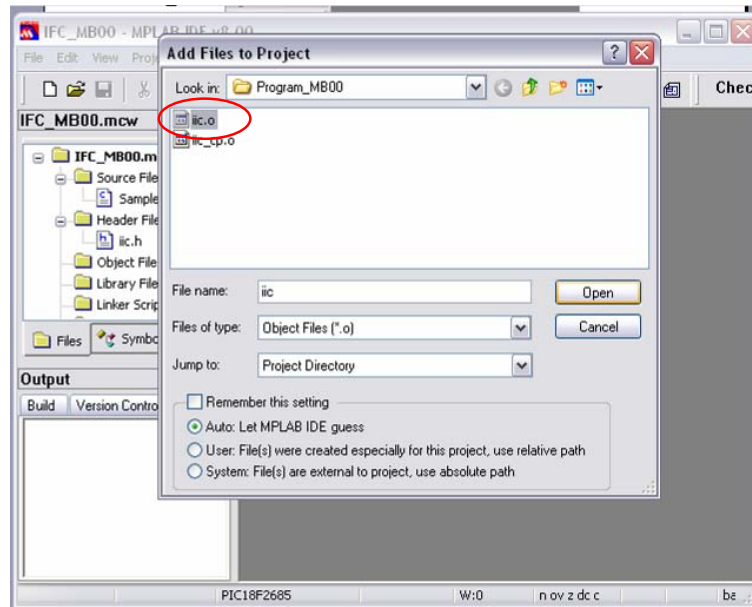 IFC_MB00 - MPLAB IDE v8.00
File Edit View Proj
Add Files to Project
Look in: Program_MB00
Chec
IFC_MB00.mcw
iic.o
iic_cp.o
IFC_MB00.m
Source File
Sample
Header File
iic.h
Object File
Library File
Linker Scrip
Files Symbo
File name: iic Open
Files of type: Object Files (*.o) Cancel
Jump to: Project Directory
Output
Build Version Contro
Remember this setting
Auto: Let MPLAB IDE guess
User: File(s) were created especially for this project, use relative path
System: File(s) are external to project, use absolute path
PIC18F2685 W:0 n ov z dc c ba